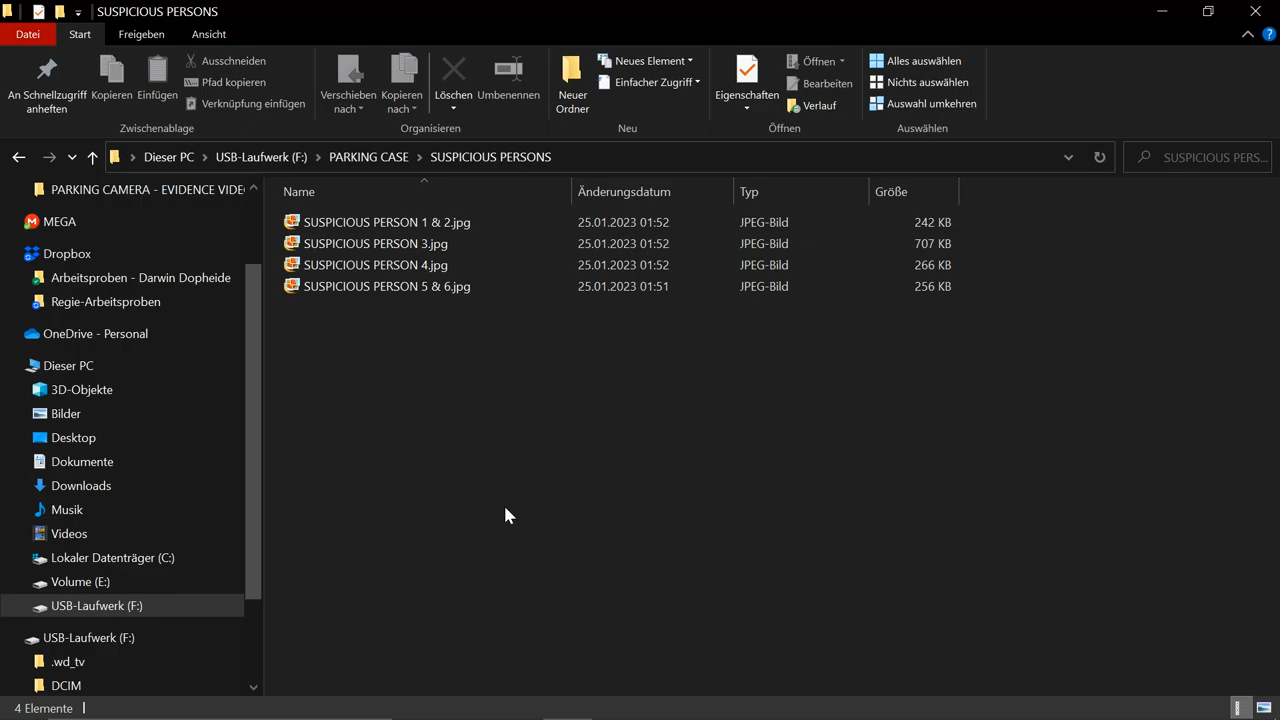 SUSPICIOUS PERSONS
Datei Start Freigeben Ansicht
An Schnellzugriff anheften
Kopieren
Einfügen
Ausschneiden
Pfad kopieren
Verknüpfung einfügen
Zwischenablage
Verschieben nach
Kopieren nach
Löschen
Umbenennen
Organisieren
Neuer Ordner
Neues Element
Einfacher Zugriff
Neu
Eigenschaften
Öffnen
Bearbeiten
Verlauf
Öffnen
Alles auswählen
Nichts auswählen
Auswahl umkehren
Auswählen
Dieser PC > USB-Laufwerk (F:) > PARKING CASE > SUSPICIOUS PERSONS
SUSPICIOUS PERS...
PARKING CAMERA - EVIDENCE VIDE
MEGA
Dropbox
Arbeitsproben - Darwin Dopheide
Regie-Arbeitsproben
OneDrive - Personal
Dieser PC
3D-Objekte
Bilder
Desktop
Dokumente
Downloads
Musik
Videos
Lokaler Datenträger (C:)
Volume (E:)
USB-Laufwerk (F:)
USB-Laufwerk (F:)
.wd_tv
DCIM
Name Änderungsdatum Typ Größe
SUSPICIOUS PERSON 1 & 2.jpg 25.01.2023 01:52 JPEG-Bild 242 KB
SUSPICIOUS PERSON 3.jpg 25.01.2023 01:52 JPEG-Bild 707 KB
SUSPICIOUS PERSON 4.jpg 25.01.2023 01:52 JPEG-Bild 266 KB
SUSPICIOUS PERSON 5 & 6.jpg 25.01.2023 01:51 JPEG-Bild 256 KB
4 Elemente